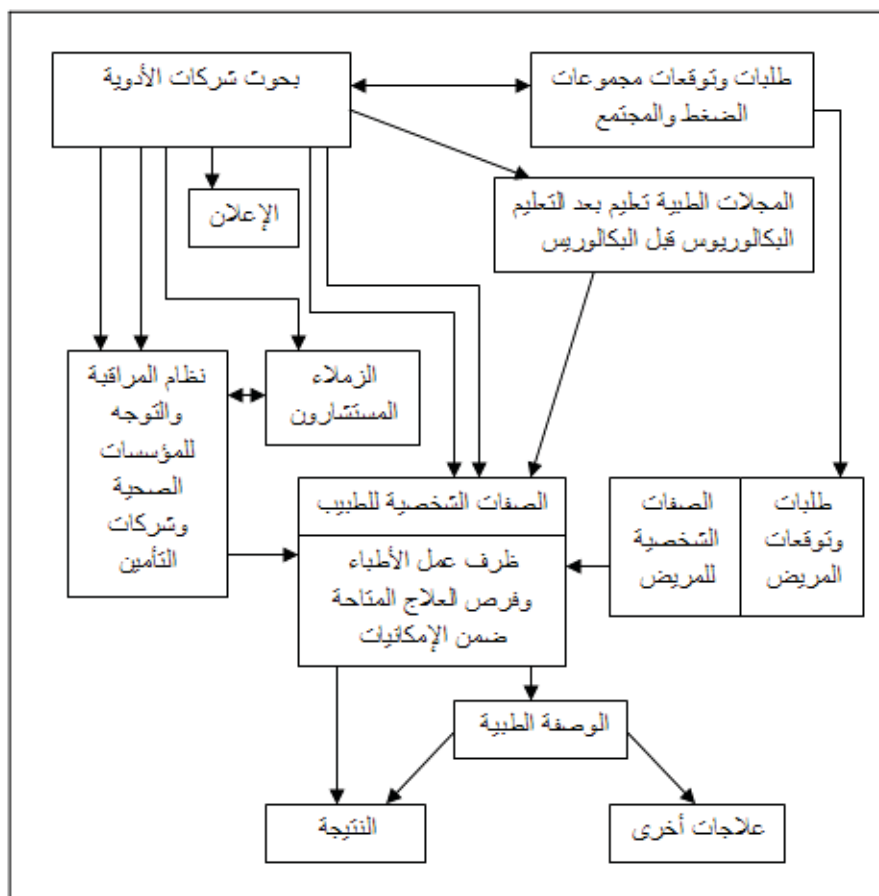 بحوث شركات الأدوية
طلبات وتوقعات مجموعات
الضغط والمجتمع
الإعلان
المجلات الطبية تعليم بعد التعليم
البكالوريوس قبل البكالوريس
نظام المراقبة
والتوجه
للمؤسسات
الصحية
وشركات
التأمين
الزملاء
المستشارون
الصفات الشخصية للطبيب
ظرف عمل الأطباء
وفرص العلاج المتاحة
ضمن الإمكانيات
الصفات
الشخصية
للمريض
طلبات
وتوقعات
المريض
الوصفة الطبية
النتيجة
علاجات أخرى